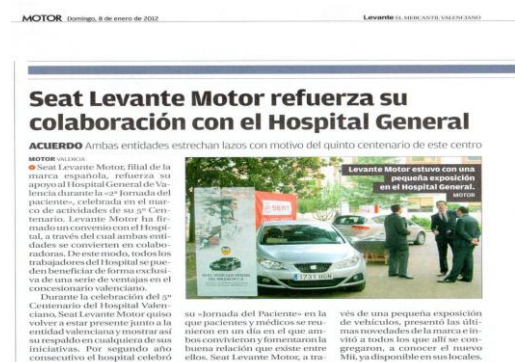 MOTOR Domingo, 8 de enero de 2012
Levante EL MERCANTIL VALENCIANO
Seat Levante Motor refuerza su
colaboración con el Hospital General
ACUERDO Ambas entidades estrechan lazos con motivo del quinto centenario de este centro
MOTOR VALENCIA
Seat Levante Motor, filial de la
marca española, refuerza su
apoyo al Hospital General de Va-
lencia durante la «2ª Jornada del
paciente», celebrada en el mar-
co de actividades de su 5º Cen-
tenario. Levante Motor ha fir-
mado un convenio con el Hospi-
tal, a través del cual ambas enti-
dades se convierten en colabo-
radoras. De este modo, todos los
trabajadores del Hospital se pue-
den beneficiar de forma exclusi-
va de una serie de ventajas en el
concesionario valenciano.
Durante la celebración del 5º
Centenario del Hospital Valen-
ciano, Seat Levante Motor quiso
volver a estar presente junto a la
entidad valenciana y mostrar así
su respaldo en cualquiera de sus
iniciativas. Por segundo año
consecutivo el hospital celebró
Levante Motor estuvo con una
pequeña exposición
en el Hospital General.
MOTOR
SEAT
su «Jornada del Paciente» en la
que pacientes y médicos se reu-
nieron en un día en el que am-
bos convivieron y fomentaron la
buena relación que existe entre
ellos. Seat Levante Motor, a tra-
vés de una pequeña exposición
de vehículos, presentó las últi-
mas novedades de la marca e in-
vitó a todos los que allí se con-
gregaron, a conocer el nuevo
Mii, ya disponible en sus locales.